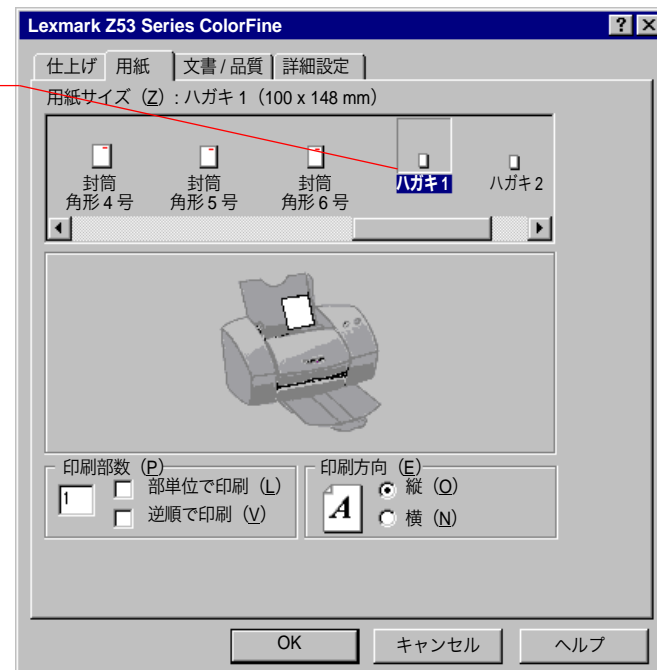 Lexmark Z53 Series ColorFine
仕上げ 用紙 文書 / 品質 詳細設定
用紙サイズ（Z）: ハガキ 1（100 x 148 mm）
封筒 封筒 封筒 ハガキ 1 ハガキ 2
角形 4 号 角形 5 号 角形 6 号
印刷部数（P） 印刷方向（E）
1 部単位で印刷（L） A 縦（O）
逆順で印刷（V） 横（N）
OK キャンセル ヘルプ